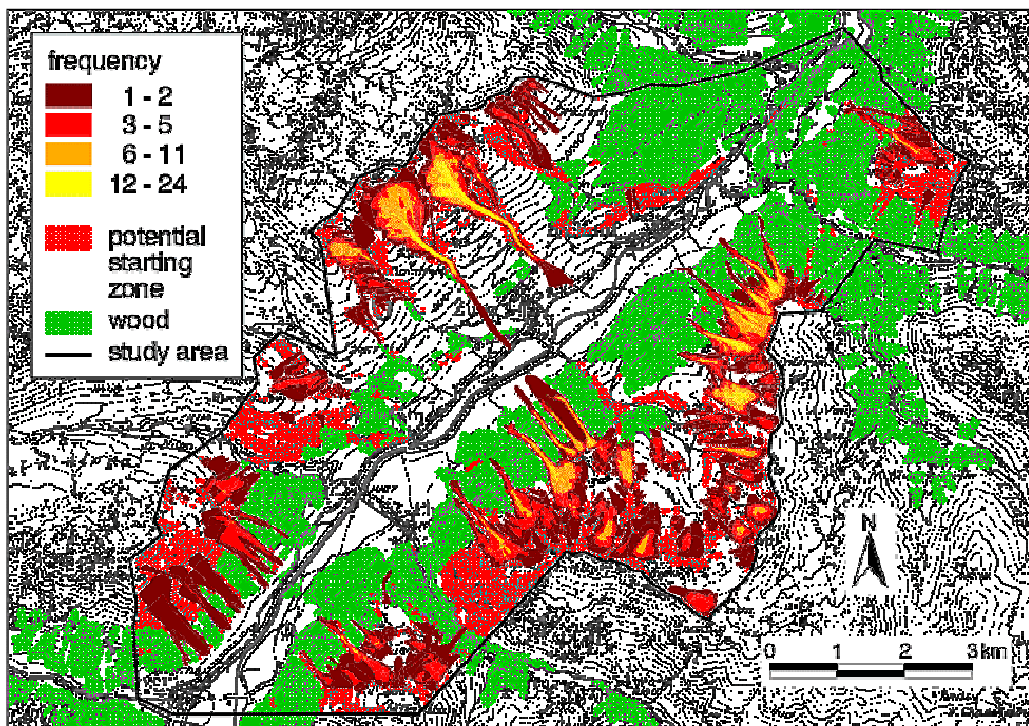 frequency
1 - 2
3 - 5
6 - 11
12 - 24
potential
starting
zone
wood
study area
N
0 1 2 3 km